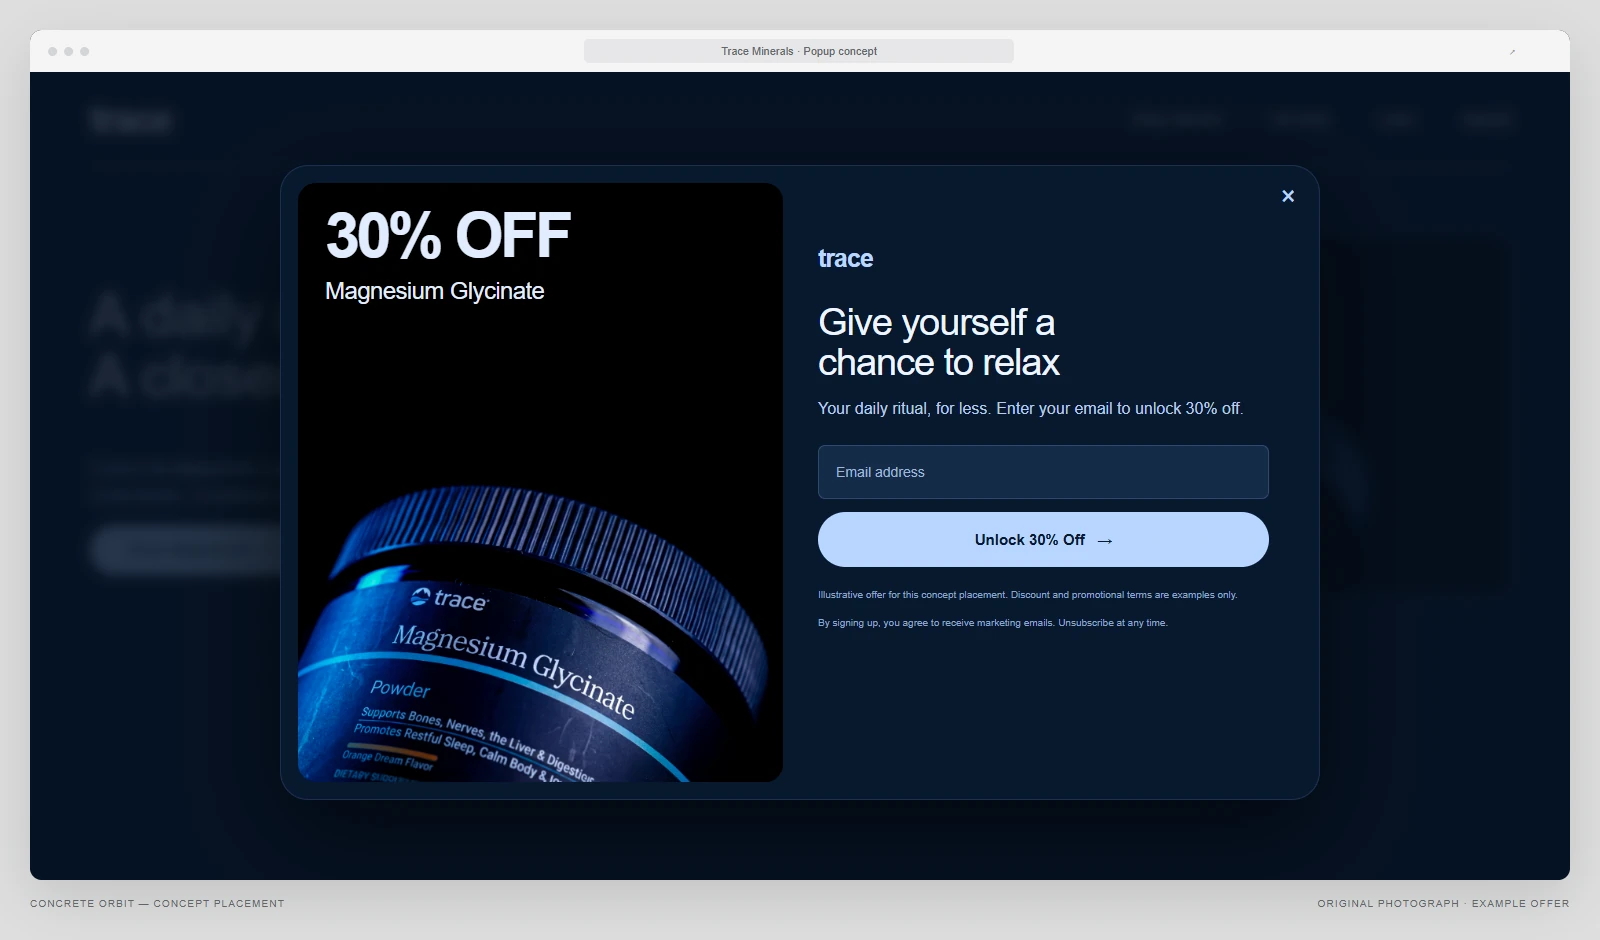 Trace Minerals · Popup concept
trace
A daily
A close
30% OFF
Magnesium Glycinate
trace
Magnesium Glycinate
Powder
Supports Bones, Nerves, the Liver & Digestion
Promotes Restful Sleep, Calm Body &
Orange Dream Flavor
DIETARY
×
trace
Give yourself a
chance to relax
Your daily ritual, for less. Enter your email to unlock 30% off.
Email address
Unlock 30% Off →
Illustrative offer for this concept placement. Discount and promotional terms are examples only.
By signing up, you agree to receive marketing emails. Unsubscribe at any time.
CONCRETE ORBIT — CONCEPT PLACEMENT
ORIGINAL PHOTOGRAPH · EXAMPLE OFFER